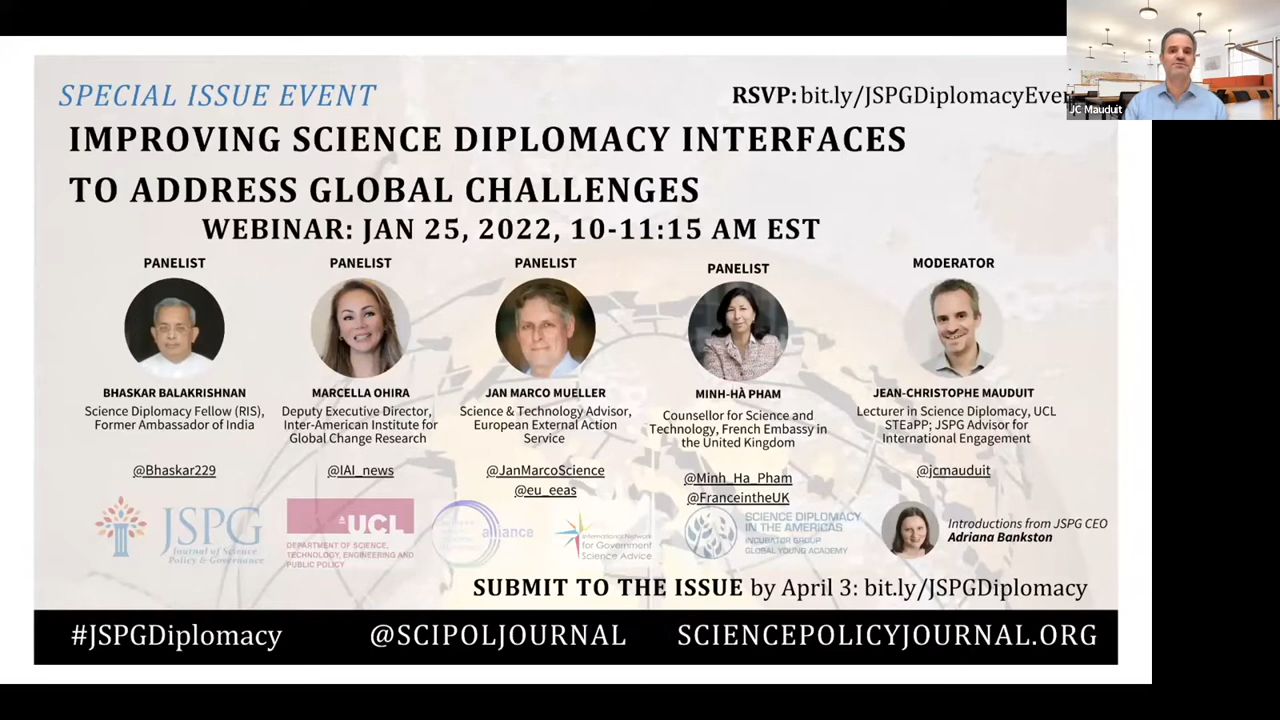 SPECIAL ISSUE EVENT
RSVP: bit.ly/JSPGDiplomacyEven
JC Mauduit
IMPROVING SCIENCE DIPLOMACY INTERFACES
TO ADDRESS GLOBAL CHALLENGES
WEBINAR: JAN 25, 2022, 10-11:15 AM EST
PANELIST
BHASKAR BALAKRISHNAN
Science Diplomacy Fellow (RIS),
Former Ambassador of India
@Bhaskar229
PANELIST
MARCELLA OHIRA
Deputy Executive Director,
Inter-American Institute for
Global Change Research
@IAI_news
PANELIST
JAN MARCO MUELLER
Science & Technology Advisor,
European External Action
Service
@JanMarcoScience
@eu_eeas
PANELIST
MINH-HÀ PHAM
Counsellor for Science and
Technology, French Embassy in
the United Kingdom
@Minh_Ha_Pham
@FranceintheUK
MODERATOR
JEAN-CHRISTOPHE MAUDUIT
Lecturer in Science Diplomacy, UCL
STEaPP; JSPG Advisor for
International Engagement
@jcmauduit
JSPG
Journal of Science
Policy & Governance
UCL
DEPARTMENT OF SCIENCE,
TECHNOLOGY, ENGINEERING AND
PUBLIC POLICY
alliance
International Network
for Government
Science Advice
SCIENCE DIPLOMACY
IN THE AMERICAS
INCUBATOR GROUP
GLOBAL YOUNG ACADEMY
Introductions from JSPG CEO
Adriana Bankston
SUBMIT TO THE ISSUE by April 3: bit.ly/JSPGDiplomacy
#JSPGDiplomacy
@SCIPOLJOURNAL
SCIENCEPOLICYJOURNAL.ORG